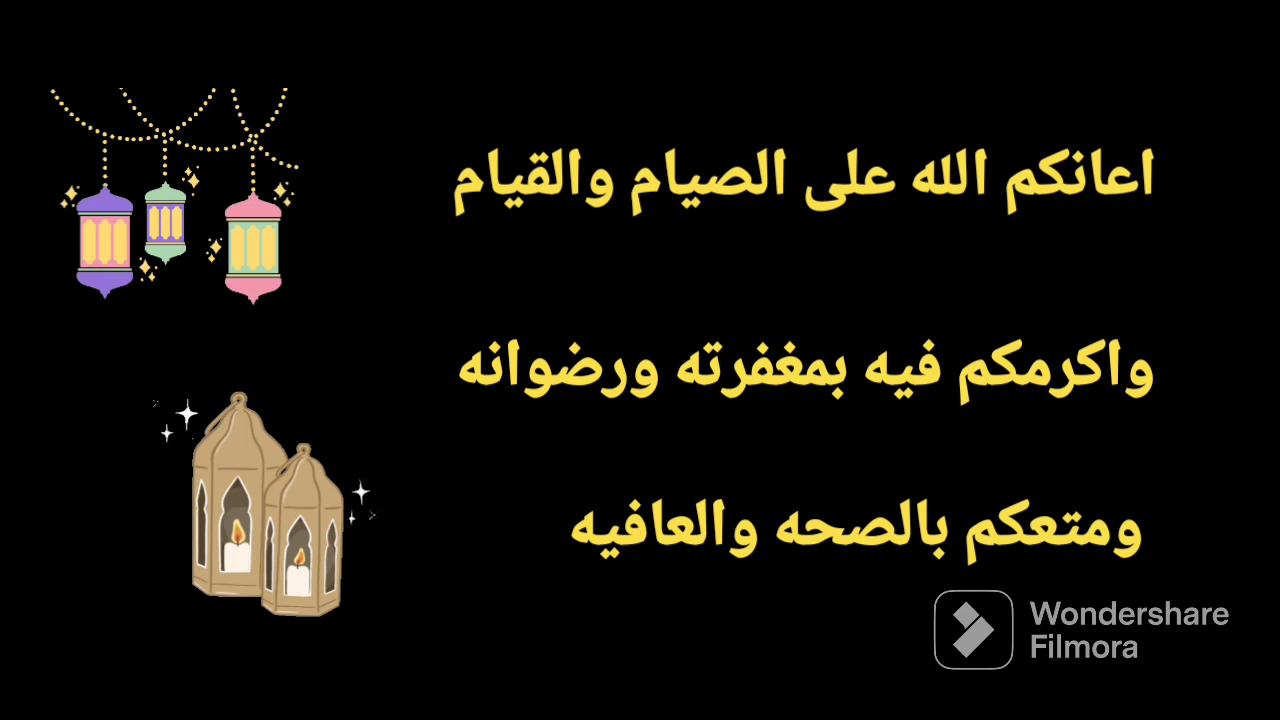 اعانكم الله على الصيام والقيام
واكرمكم فيه بمغفرته ورضوانه
ومتعكم بالصحه والعافيه
Wondershare
Filmora